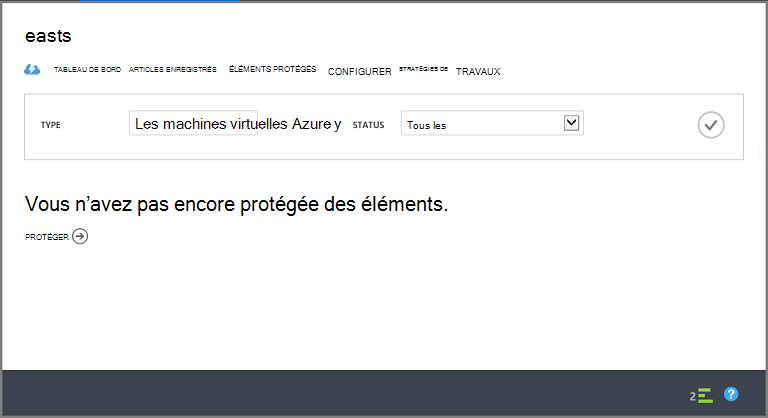 easts
TABLEAU DE BORD ARTICLES ENREGISTRÉS ÉLÉMENTS PROTÉGÉS CONFIGURER STRATÉGIES DE TRAVAUX
TYPE Les machines virtuelles Azure y STATUS Tous les
Vous n’avez pas encore protégée des éléments.
PROTÉGER
2 ?